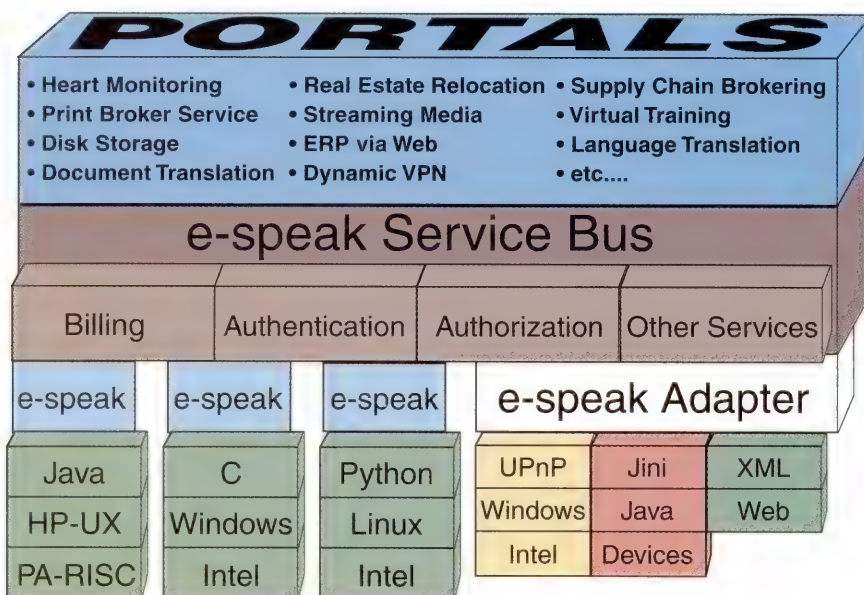 PORTALS
• Heart Monitoring • Real Estate Relocation • Supply Chain Brokering
• Print Broker Service • Streaming Media • Virtual Training
• Disk Storage • ERP via Web • Language Translation
• Document Translation • Dynamic VPN • etc....
e-speak Service Bus
Billing Authentication Authorization Other Services
e-speak e-speak e-speak e-speak Adapter
Java C Python UPnP Jini XML
HP-UX Windows Linux Windows Java Web
PA-RISC Intel Intel Intel Devices